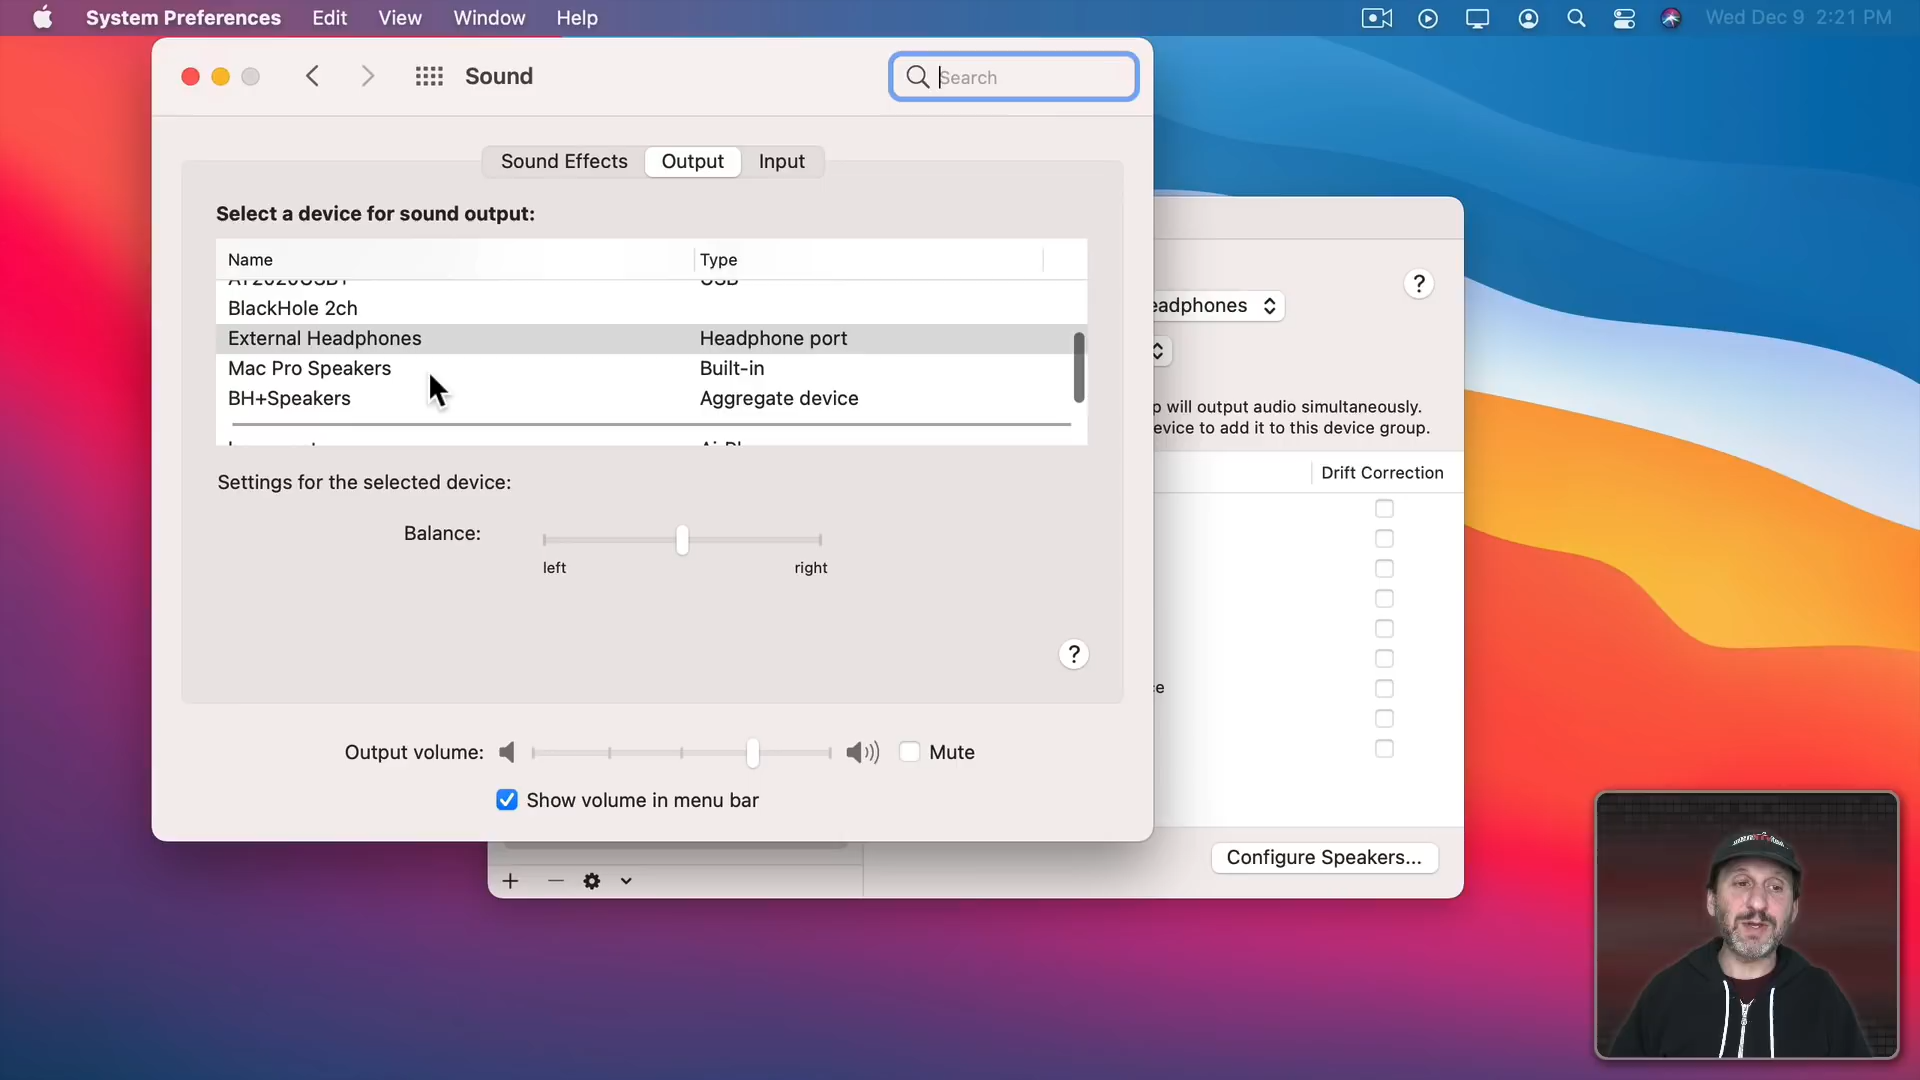 System Preferences Edit View Window Help Wed Dec 9 2:21 PM
Sound
Search
Sound Effects Output Input
Select a device for sound output:
Name Type
BlackHole 2ch
External Headphones Headphone port
Mac Pro Speakers Built-in
BH+Speakers Aggregate device
Settings for the selected device:
Balance:
left right
?
Output volume: Mute
Show volume in menu bar
?
eadphones
p will output audio simultaneously.
evice to add it to this device group.
Drift Correction
e
Configure Speakers...